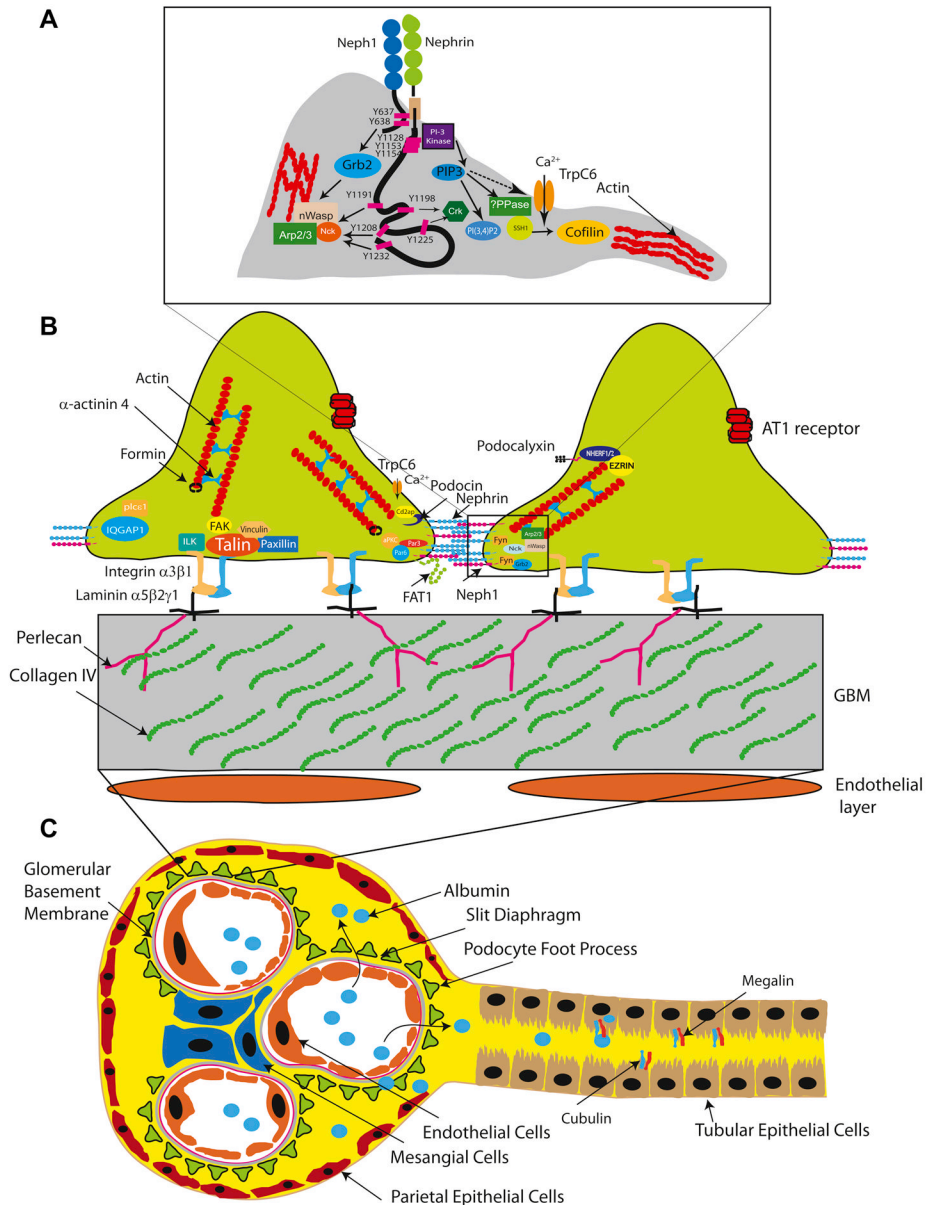 A
Neph1
Nephrin
Y637
Y638
Y1128
Y1153
Y1154
PI-3
Kinase
Grb2
PIP3
Ca2+
TrpC6
Actin
Y1191
Y1198
?PPase
nWasp
Crk
Arp2/3
Nck
Y1208
Y1225
PI(3,4)P2
SSH1
Cofilin
Y1232
B
Actin
α-actinin 4
Formin
AT1 receptor
Podocalyxin
NHERF1/2
EZRIN
TrpC6
Ca2+
Podocin
Nephrin
plcε1
IQGAP1
Cd2ap
FAK
Vinculin
ILK
Talin
Paxillin
aPKC
Par3
Par6
Fyn
Arp2/3
Nck
nWasp
Fyn
Grb2
Integrin α3β1
Laminin α5β2γ1
FAT1
Neph1
Perlecan
Collagen IV
GBM
Endothelial
layer
C
Glomerular
Basement
Membrane
Albumin
Slit Diaphragm
Podocyte Foot Process
Megalin
Cubulin
Tubular Epithelial Cells
Endothelial Cells
Mesangial Cells
Parietal Epithelial Cells